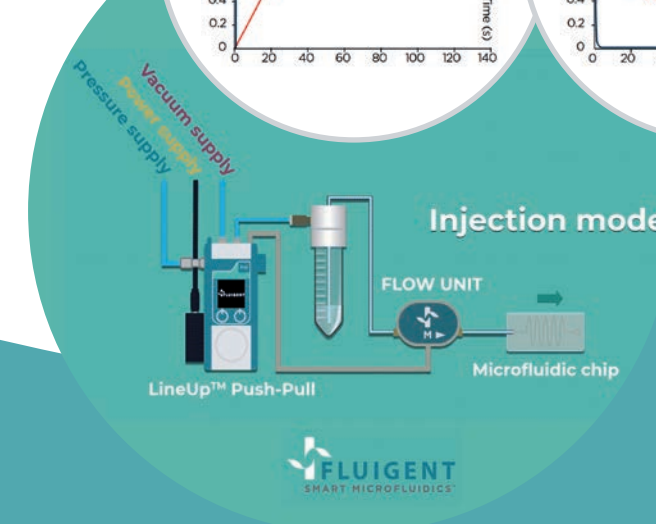 0.4
0.2
0
0 20 40 60 80 100 120 140
Time (s)
0.4
0.2
0
0 20
Pressure supply
Power supply
Vacuum supply
Injection mode
FLOW UNIT
FLUIGENT
M
Microfluidic chip
LineUp™ Push-Pull
FLUIGENT
SMART MICROFLUIDICS